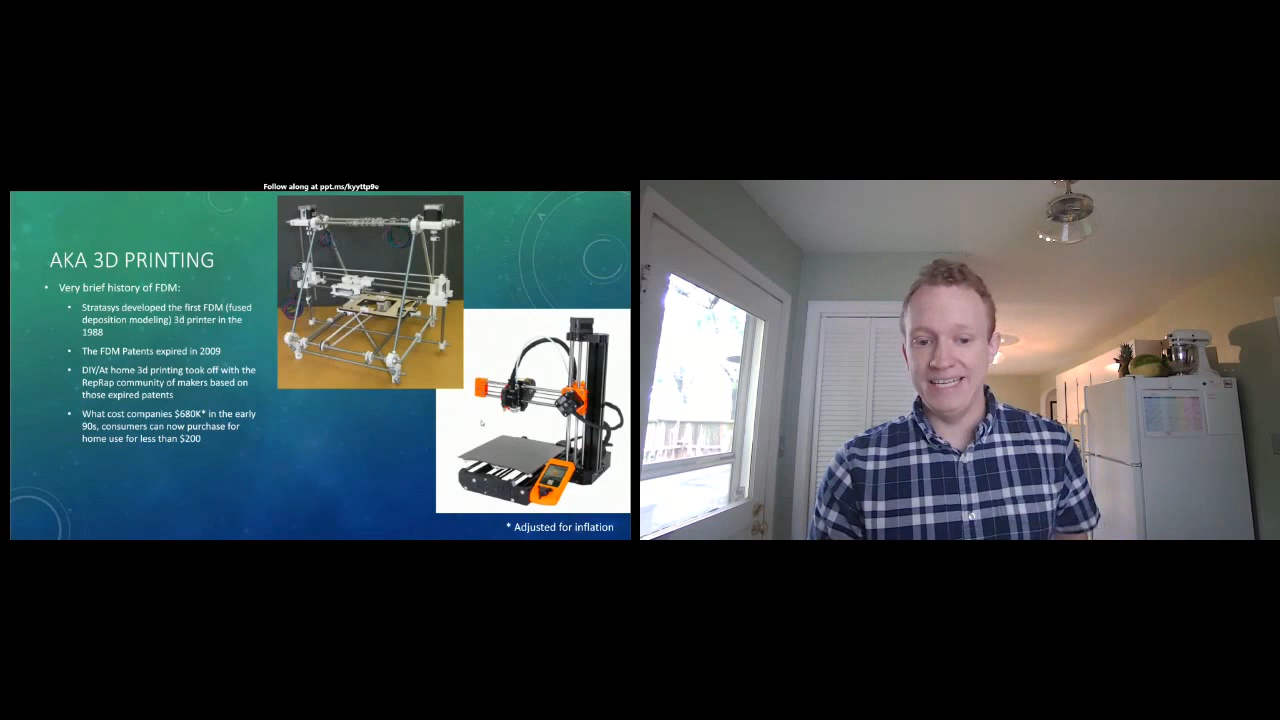 Follow along at ppt.ms/kyyttp9e
AKA 3D PRINTING
• Very brief history of FDM:
• Stratasys developed the first FDM (fused
deposition modeling) 3d printer in the
1988
• The FDM Patents expired in 2009
• DIY/At home 3d printing took off with the
RepRap community of makers based on
those expired patents
• What cost companies $680K* in the early
90s, consumers can now purchase for
home use for less than $200
* Adjusted for inflation